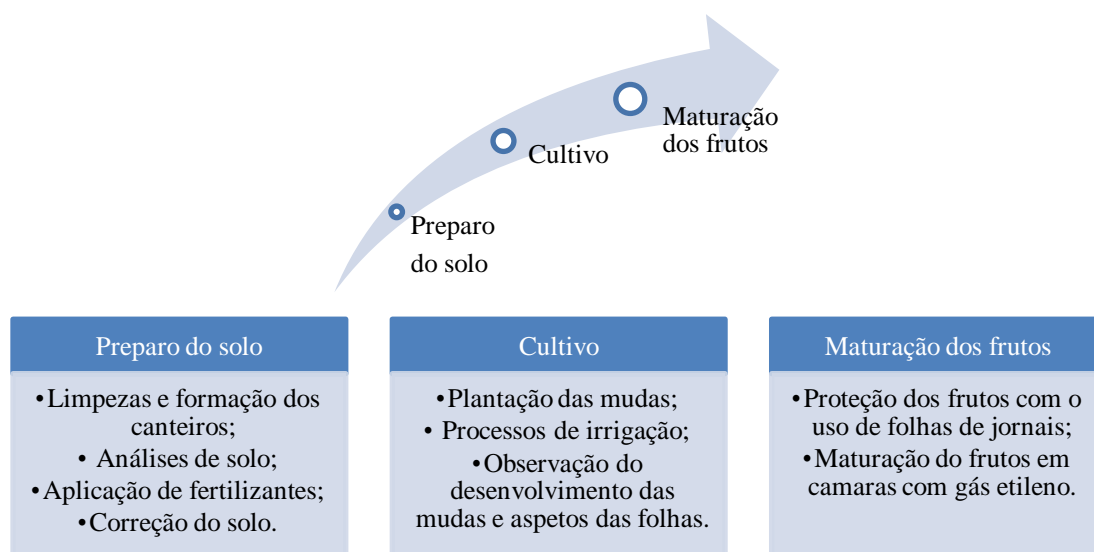 Maturação
dos frutos
Cultivo
Preparo
do solo
Preparo do solo
•Limpezas e formação dos
canteiros;
• Análises de solo;
•Aplicação de fertilizantes;
•Correção do solo.
Cultivo
•Plantação das mudas;
• Processos de irrigação;
•Observação do
desenvolvimento das
mudas e aspetos das folhas.
Maturação dos frutos
•Proteção dos frutos com o
uso de folhas de jornais;
•Maturação do frutos em
camaras com gás etileno.